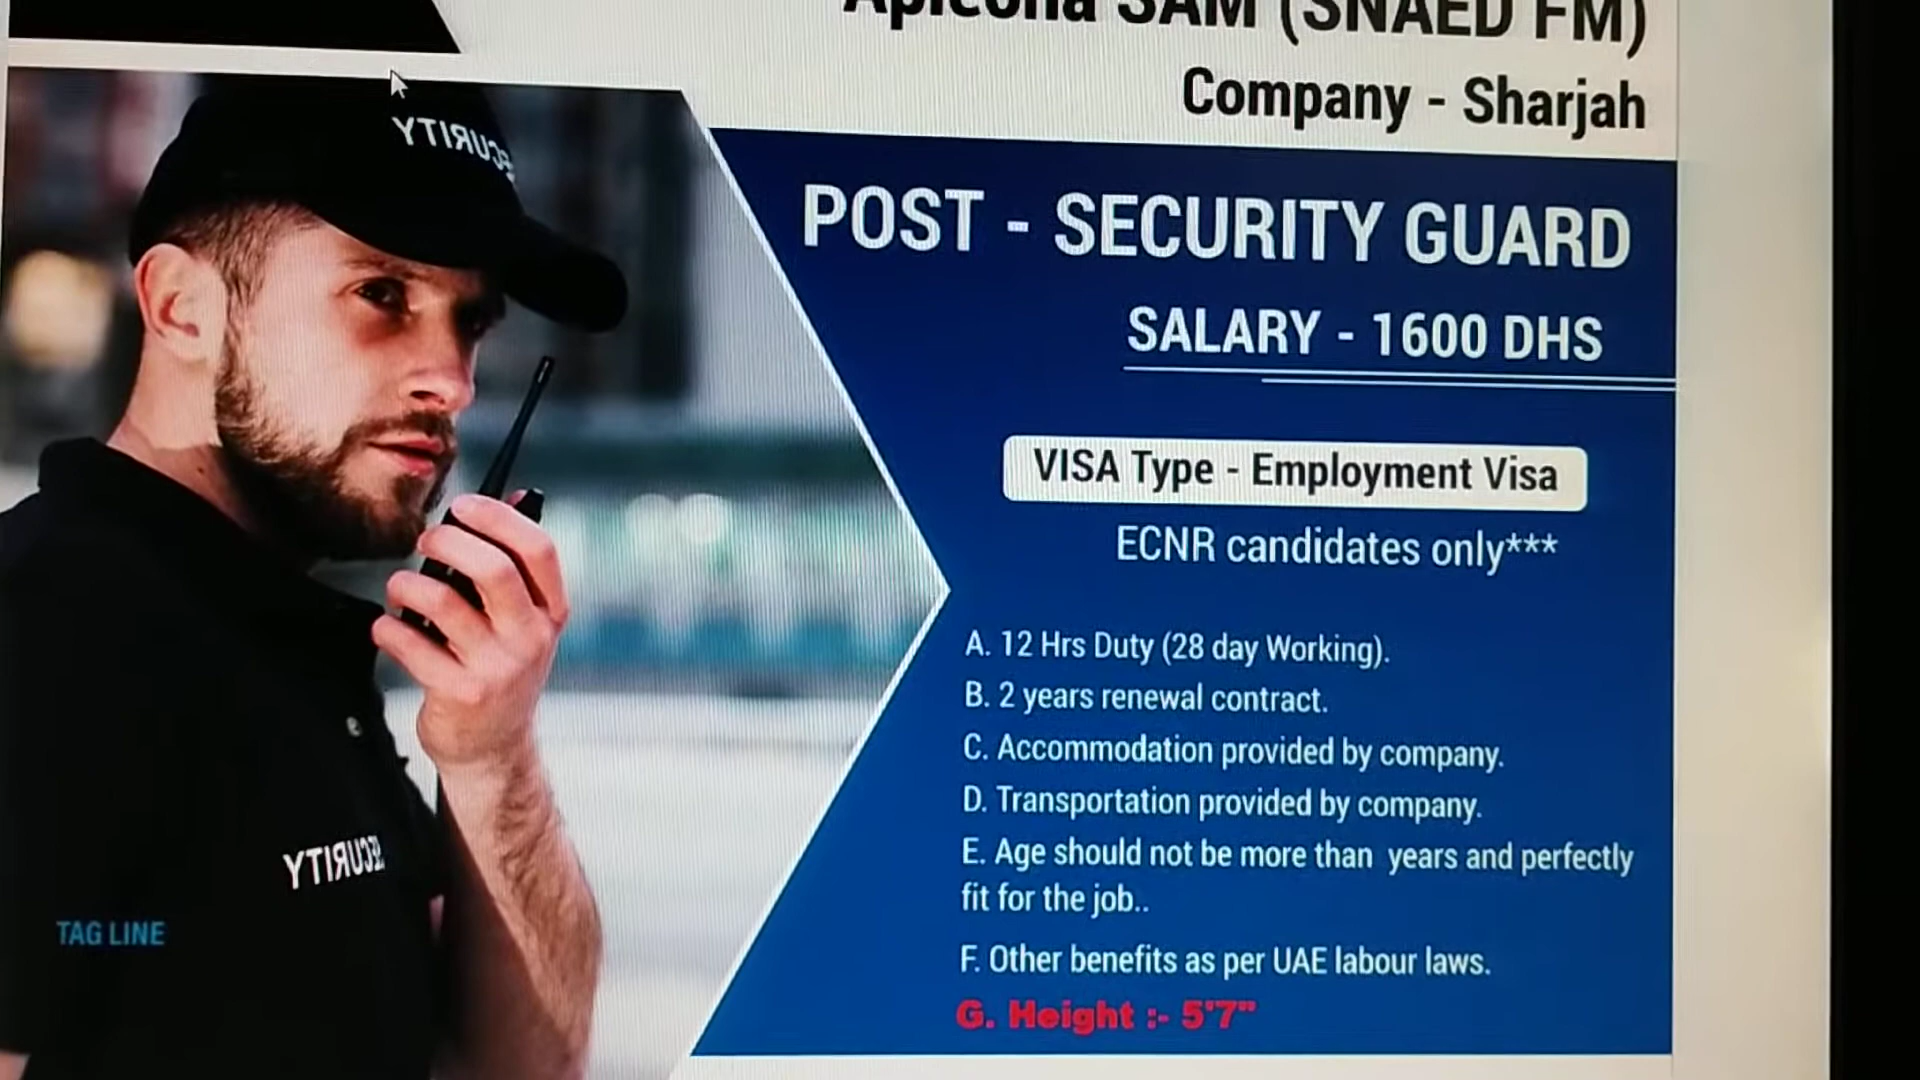 SAM (SNAED FM)
Company - Sharjah
SECURITY
POST - SECURITY GUARD
SALARY - 1600 DHS
VISA Type - Employment Visa
ECNR candidates only***
A. 12 Hrs Duty (28 day Working).
B. 2 years renewal contract.
C. Accommodation provided by company.
D. Transportation provided by company.
E. Age should not be more than years and perfectly
fit for the job..
F. Other benefits as per UAE labour laws.
G. Height :- 5'7"
SECURITY
TAG LINE